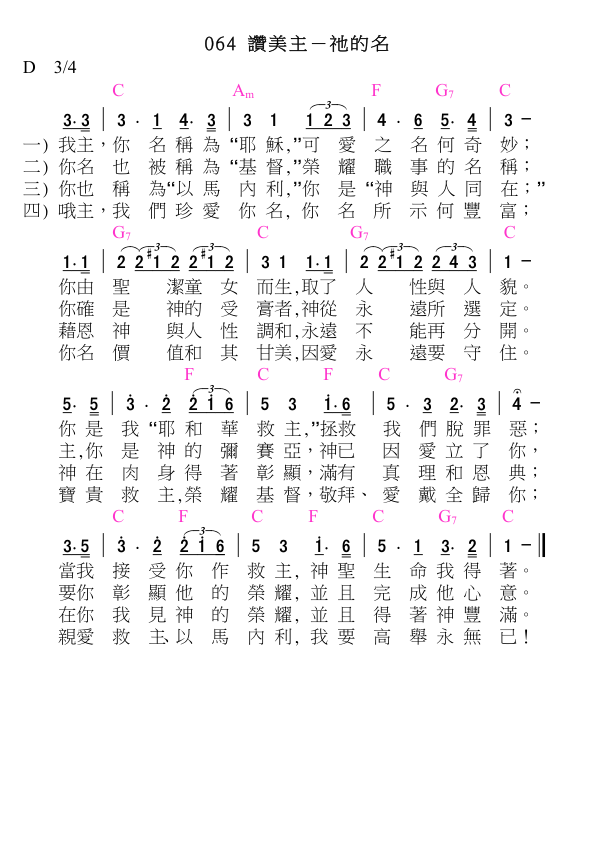 064 讚美主－祂的名
D 3/4
C Am F G7 C
3·3 | 3 · 1 4· 3 | 3 1 1 2 3 | 4 · 6 5· 4 | 3 －
一) 我主，你 名 稱 為 “耶 穌，”可 愛 之 名 何 奇 妙；
二) 你名 也 被 稱 為 “基 督，”榮 耀 職 事 的 名 稱；
三) 你也 稱 為“以 馬 內 利，”你 是 “神 與 人 同 在；”
四) 哦主，我 們 珍 愛 你 名，你 名 所 示 何 豐 富；
G7 C G7 C
1·1 | 2 2 #1 2 2 #1 2 | 3 1 1·1 | 2 2 #1 2 2 4 3 | 1 －
你由 聖 潔童 女 而生，取了 人 性與 人 貌。
你確 是 神的 受 膏者，神從 永 遠所 選 定。
藉恩 神 與人 性 調和，永遠 不 能再 分 開。
你名 價 值和 其 甘美，因愛 永 遠要 守 住。
F C F C G7
5· 5 | 2 · 2 2 1 6 | 5 3 1·6 | 5 · 3 2· 3 | 4 －
你 是 我 “耶 和 華 救 主，”拯救 我 們 脫 罪 惡；
主，你 是 神 的 彌 賽 亞，神已 因 愛 立 了 你，
神 在 肉 身 得 著 彰 顯，滿有 真 理 和 恩 典；
寶 貴 救 主，榮 耀 基 督，敬拜、 愛 戴 全 歸 你；
C F C F C G7 C
3·5 | 3 · 2 2 1 6 | 5 3 1· 6 | 5 · 1 3· 2 | 1 －
當我 接 受 你 作 救 主，神 聖 生 命 我 得 著。
要你 彰 顯 他 的 榮 耀，並 且 完 成 他 心 意。
在你 我 見 神 的 榮 耀，並 且 得 著 神 豐 滿。
親愛 救 主、以 馬 內 利，我 要 高 舉 永 無 已！